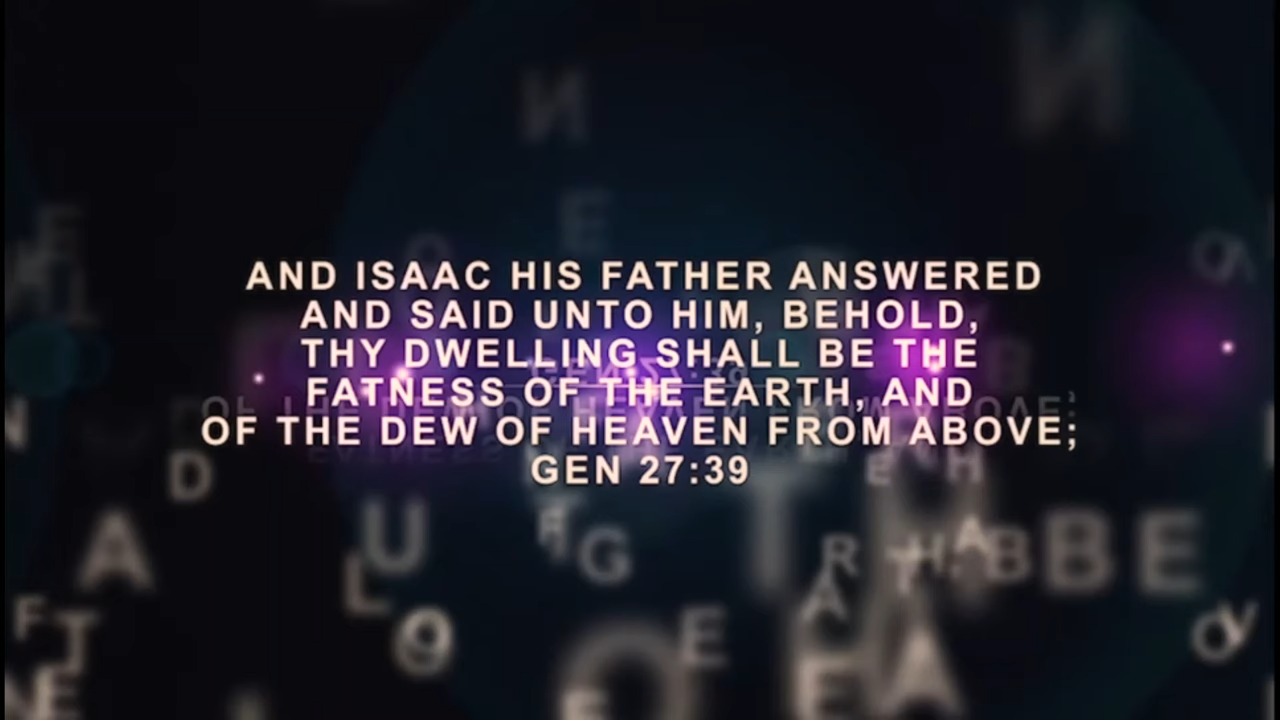 AND ISAAC HIS FATHER ANSWERED
AND SAID UNTO HIM, BEHOLD,
THY DWELLING SHALL BE THE
FATNESS OF THE EARTH, AND
OF THE DEW OF HEAVEN FROM ABOVE;
GEN 27:39